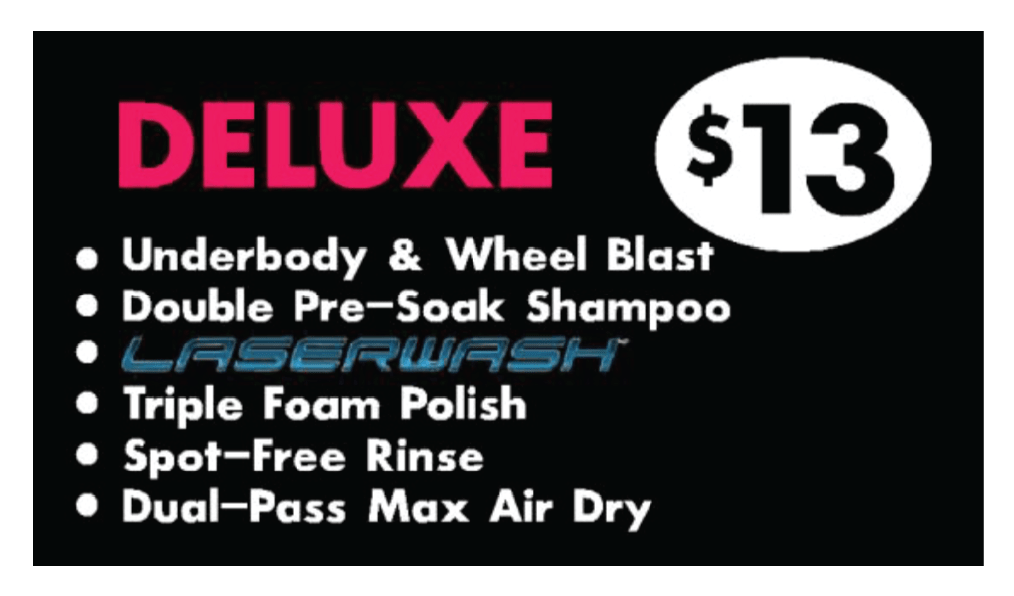 DELUXE
$13
• Underbody & Wheel Blast
• Double Pre-Soak Shampoo
• LASERWASH™
• Triple Foam Polish
• Spot-Free Rinse
• Dual-Pass Max Air Dry